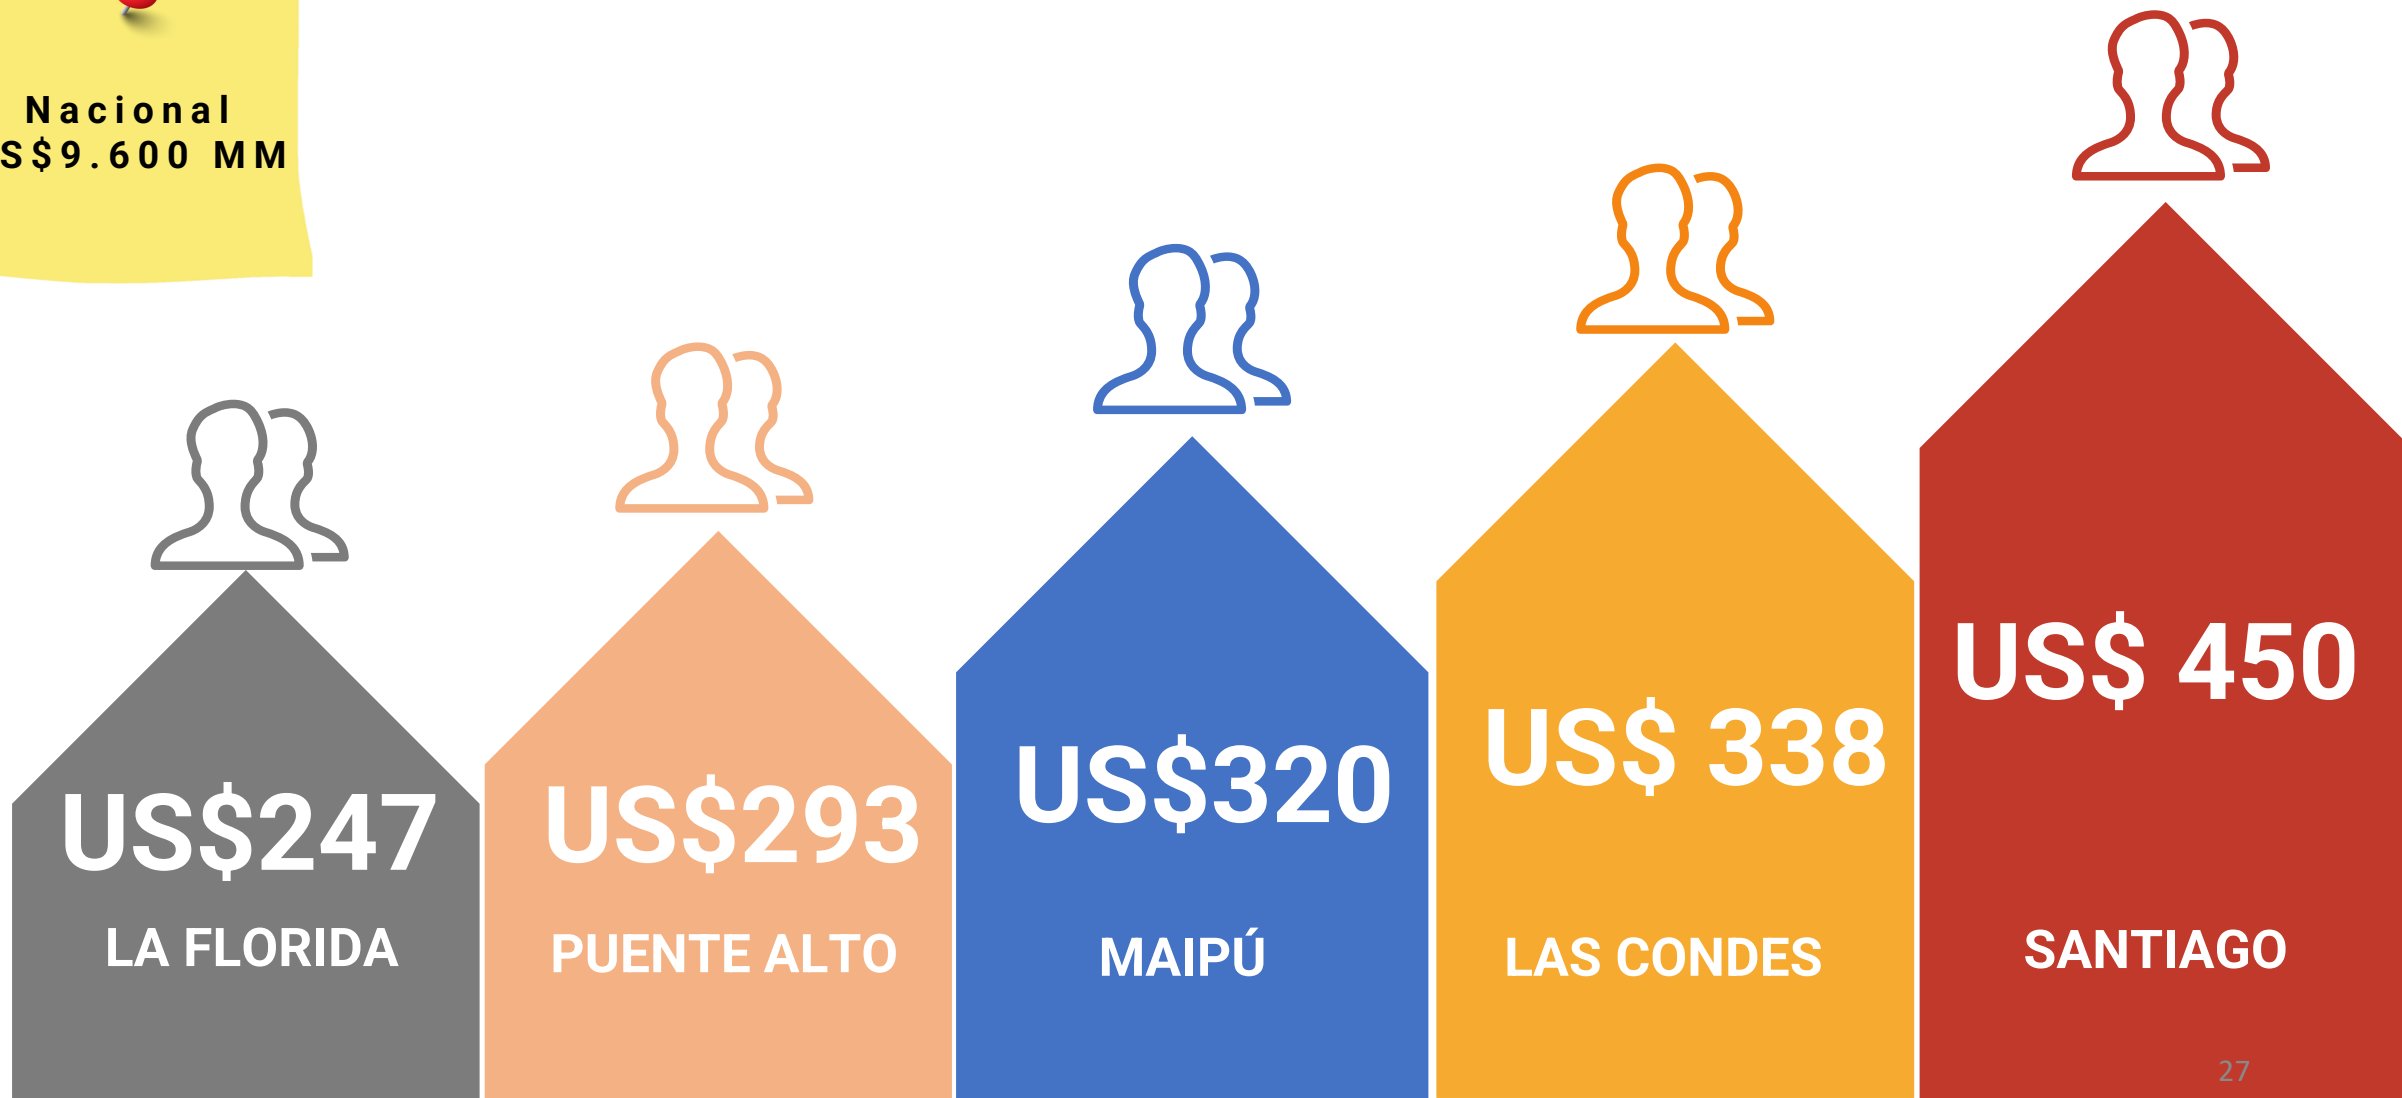 Nacional
S$9.600 MM
US$ 450
US$ 338
US$320
US$293
US$247
LA FLORIDA
PUENTE ALTO
MAIPÚ
LAS CONDES
SANTIAGO
27